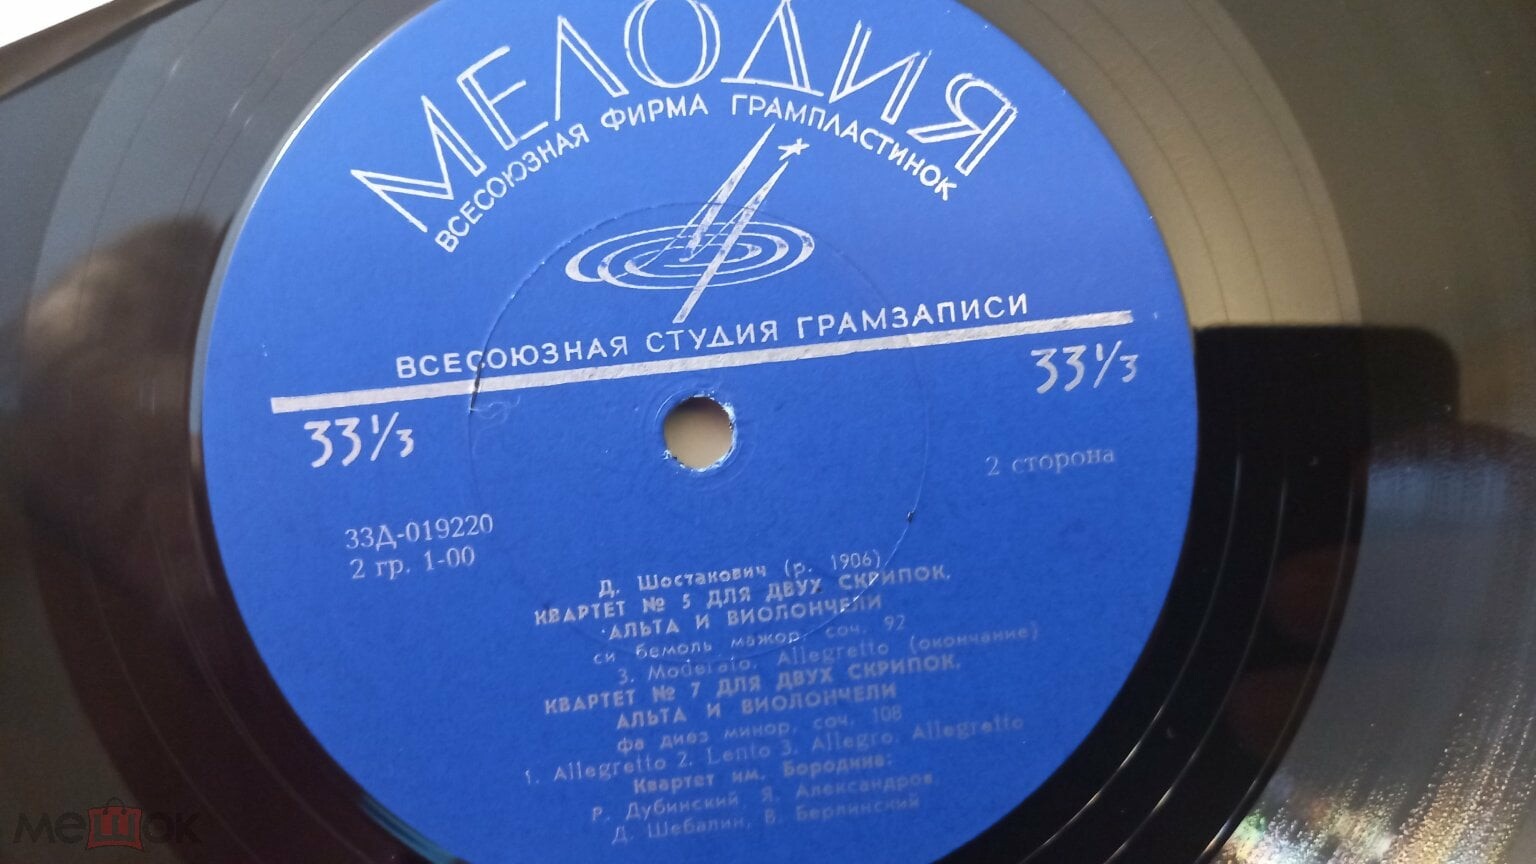 МЕЛОДИЯ
ВСЕСОЮЗНАЯ ФИРМА ГРАМПЛАСТИНОК
ВСЕСОЮЗНАЯ СТУДИЯ ГРАМЗАПИСИ
33⅓ 33⅓
2 сторона
33Д-019220
2 гр. 1-00
Д. Шостакович (р. 1906)
КВАРТЕТ № 5 ДЛЯ ДВУХ СКРИПОК,
АЛЬТА И ВИОЛОНЧЕЛИ
си бемоль мажор, соч. 92
3. Moderato. Allegretto (окончание)
КВАРТЕТ № 7 ДЛЯ ДВУХ СКРИПОК,
АЛЬТА И ВИОЛОНЧЕЛИ
фа диез минор, соч. 108
1. Allegretto 2. Lento 3. Allegro. Allegretto
Квартет им. Бородина:
Р. Дубинский, Я. Александров,
Д. Шебалин, В. Берлинский
мешок